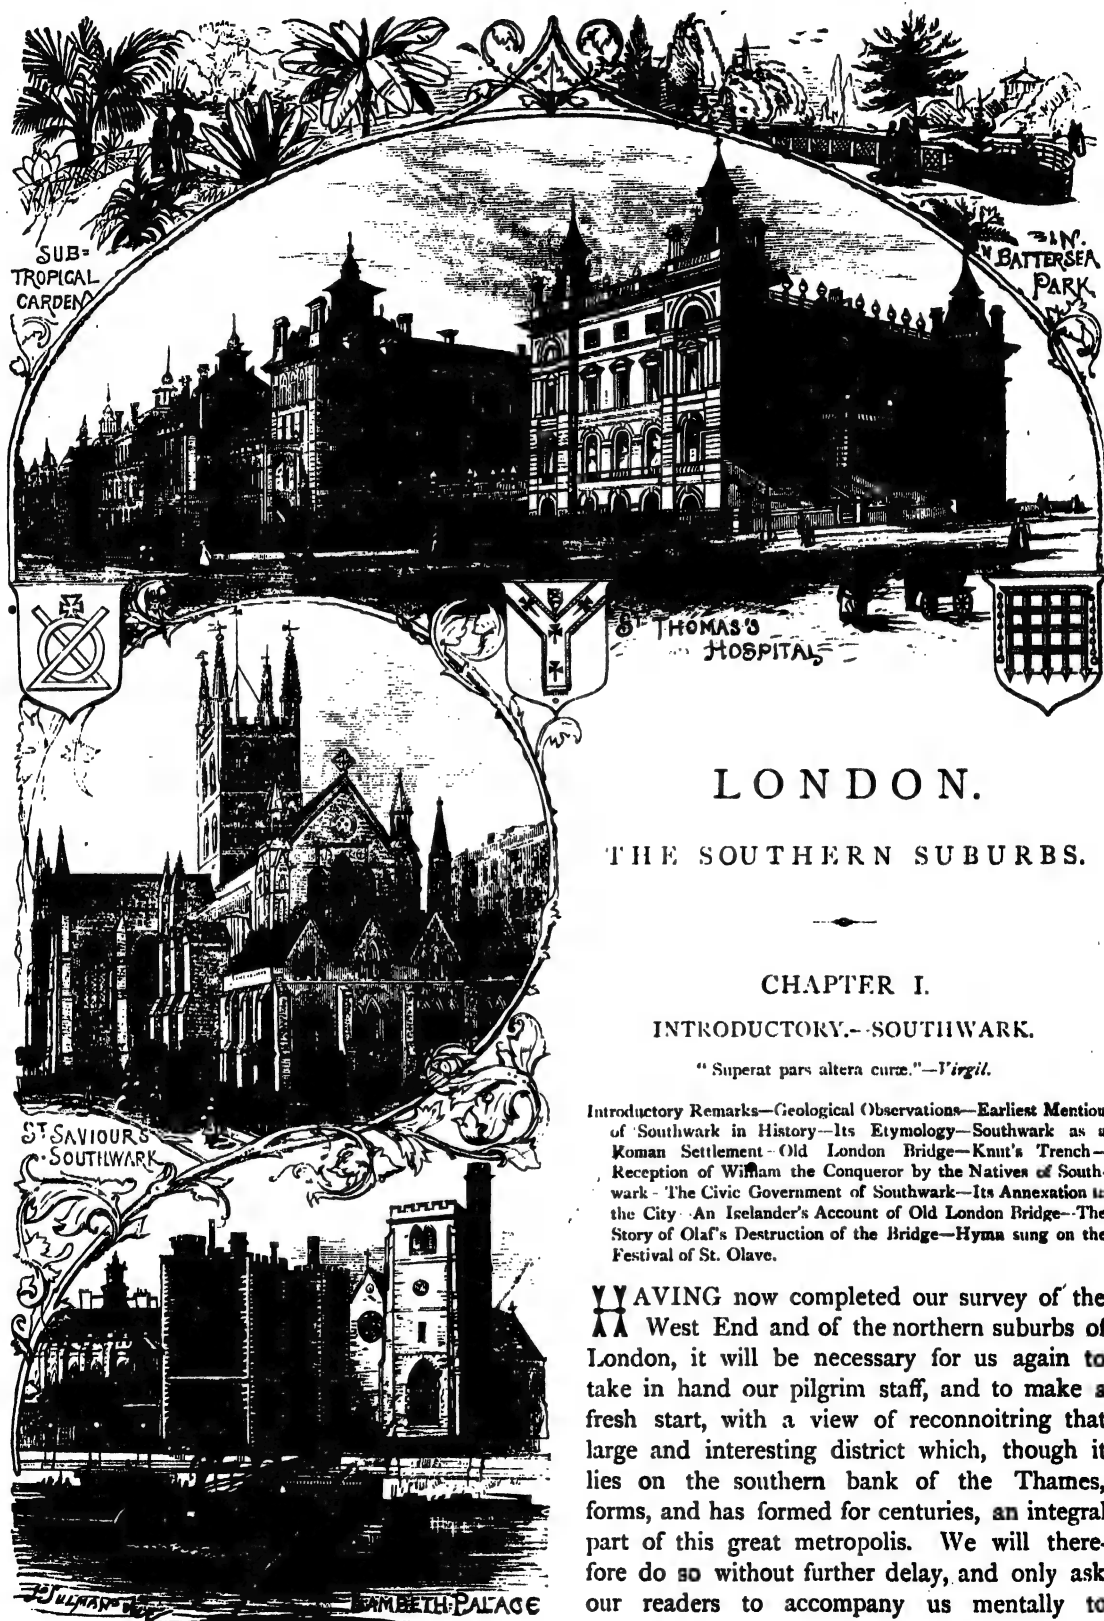 SUB=
TROPICAL
GARDEN
IN
BATTERSEA
PARK
ST THOMAS'S
HOSPITAL
LONDON.
THE SOUTHERN SUBURBS.
CHAPTER I.
INTRODUCTORY.--SOUTHWARK.
"Superat pars altera curæ."—Virgil.
Introductory Remarks—Geological Observations—Earliest Mention
of Southwark in History—Its Etymology—Southwark as a
Roman Settlement--Old London Bridge—Knut's Trench—
Reception of William the Conqueror by the Natives of South-
wark - The Civic Government of Southwark—Its Annexation to
the City--An Icelander's Account of Old London Bridge--The
Story of Olaf's Destruction of the Bridge—Hymn sung on the
Festival of St. Olave.
HAVING now completed our survey of the
West End and of the northern suburbs of
London, it will be necessary for us again to
take in hand our pilgrim staff, and to make a
fresh start, with a view of reconnoitring that
large and interesting district which, though it
lies on the southern bank of the Thames,
forms, and has formed for centuries, an integral
part of this great metropolis. We will there-
fore do so without further delay, and only ask
our readers to accompany us mentally to
ST SAVIOUR'S
SOUTHWARK
LAMBETH-PALACE